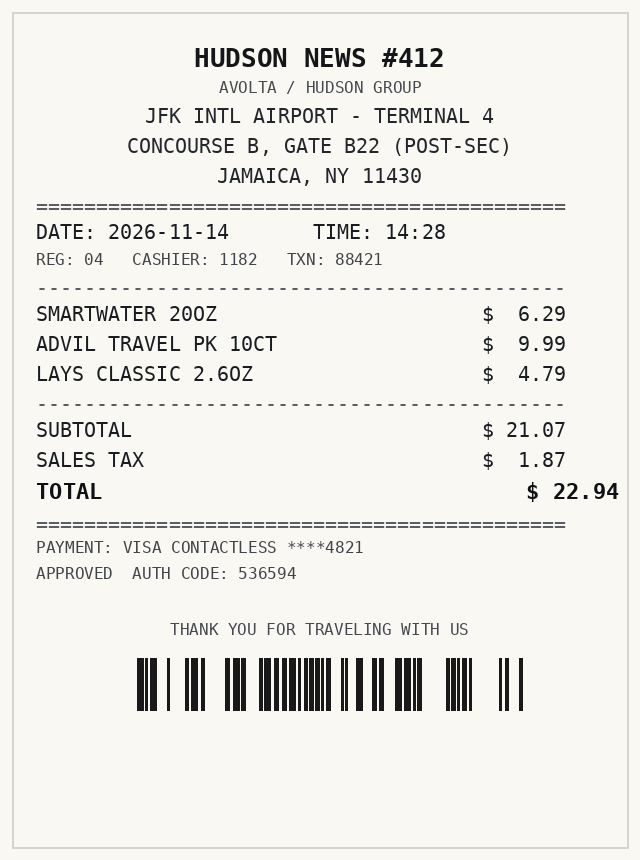 HUDSON NEWS #412
AVOLTA / HUDSON GROUP
JFK INTL AIRPORT - TERMINAL 4
CONCOURSE B, GATE B22 (POST-SEC)
JAMAICA, NY 11430
============================================
DATE: 2026-11-14 TIME: 14:28
REG: 04 CASHIER: 1182 TXN: 88421
--------------------------------------------
SMARTWATER 20OZ $ 6.29
ADVIL TRAVEL PK 10CT $ 9.99
LAYS CLASSIC 2.6OZ $ 4.79
--------------------------------------------
SUBTOTAL $ 21.07
SALES TAX $ 1.87
TOTAL $ 22.94
============================================
PAYMENT: VISA CONTACTLESS ****4821
APPROVED AUTH CODE: 536594
THANK YOU FOR TRAVELING WITH US